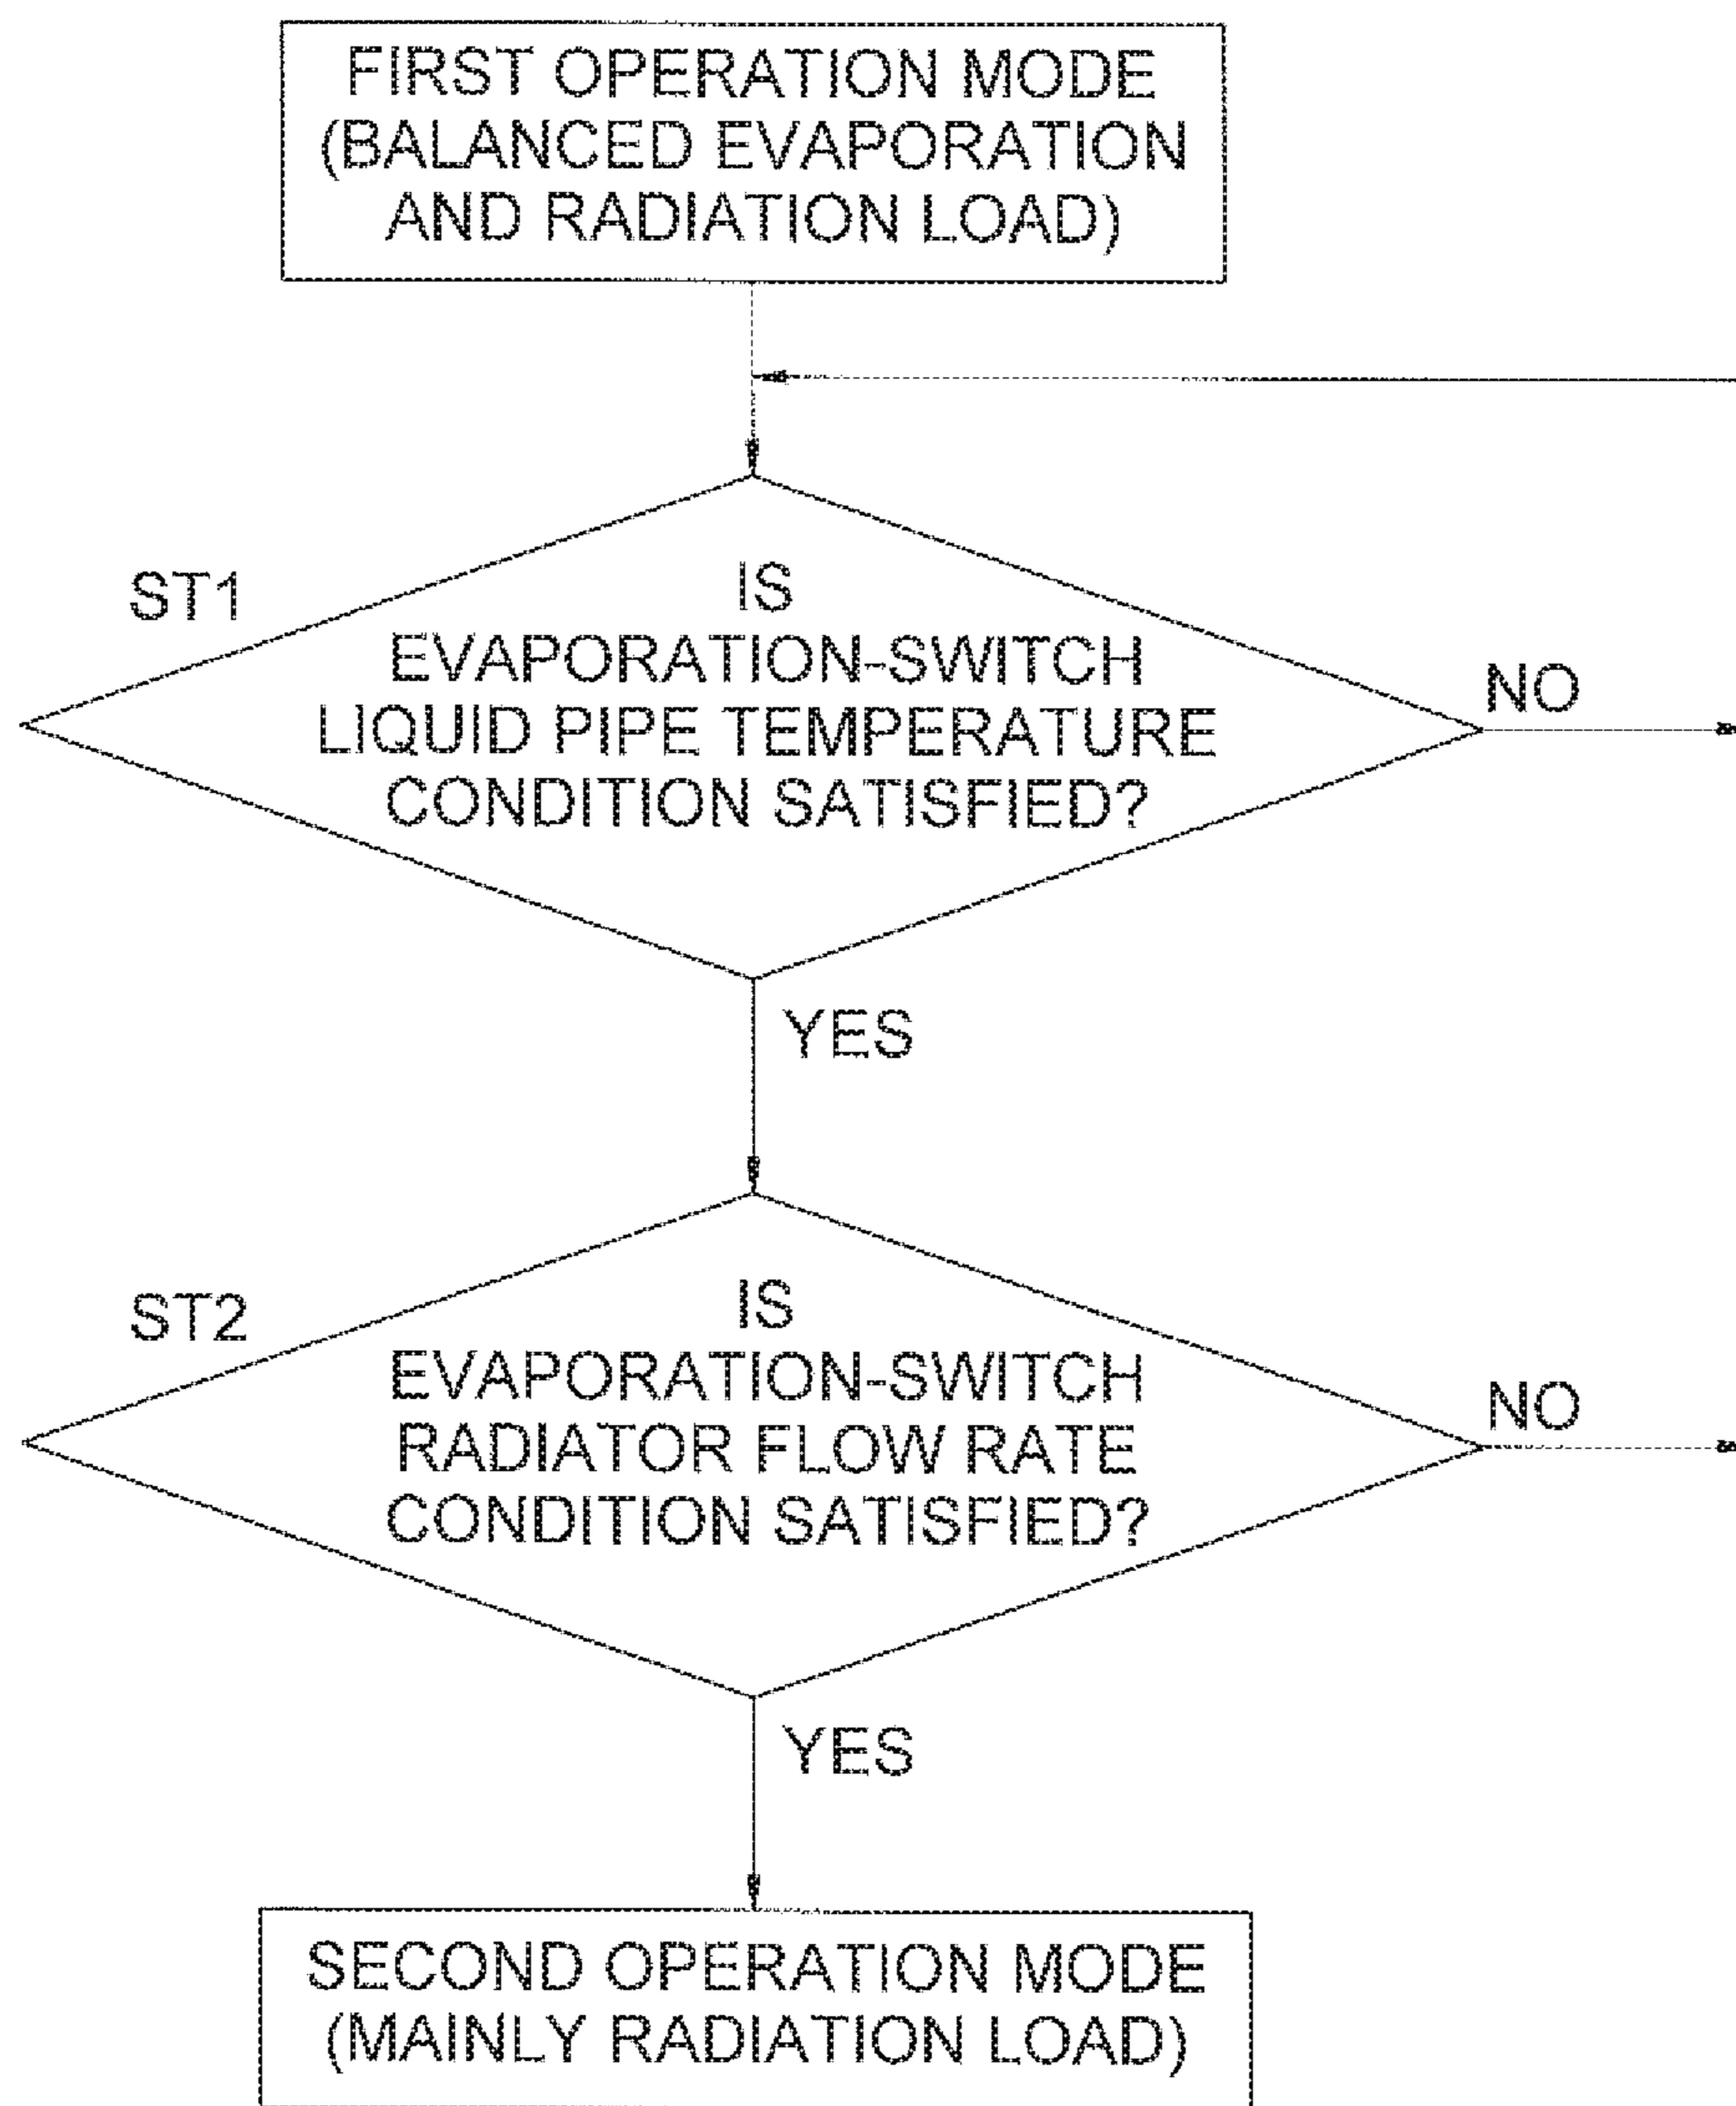 FIRST OPERATION MODE
(BALANCED EVAPORATION
AND RADIATION LOAD)
ST1
IS
EVAPORATION-SWITCH
LIQUID PIPE TEMPERATURE
CONDITION SATISFIED?
NO
YES
ST2
IS
EVAPORATION-SWITCH
RADIATOR FLOW RATE
CONDITION SATISFIED?
NO
YES
SECOND OPERATION MODE
(MAINLY RADIATION LOAD)